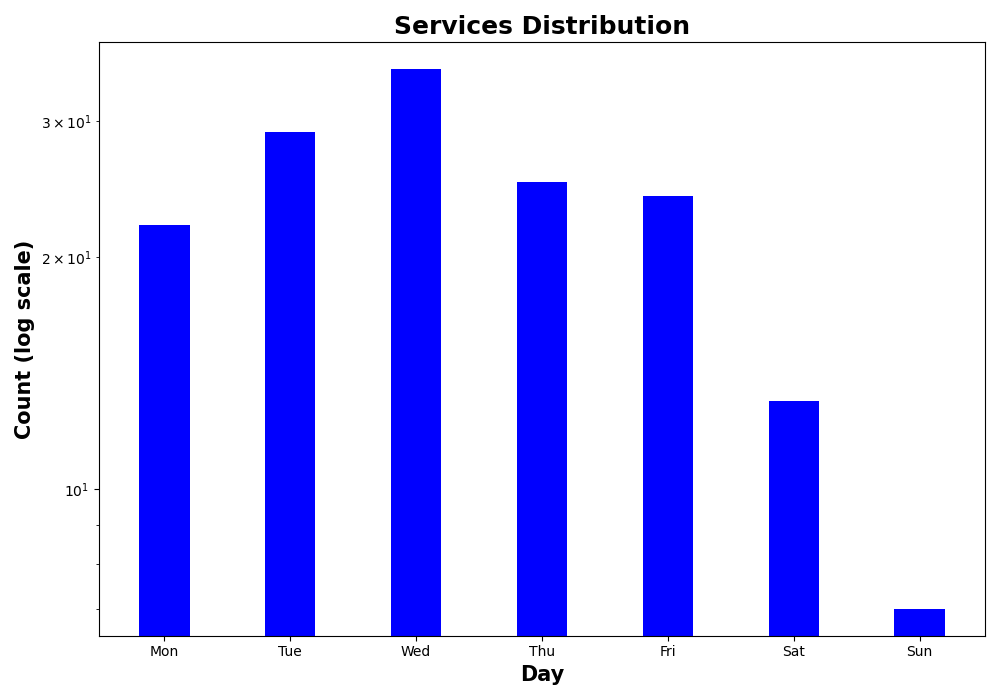 Services Distribution
Count (log scale)
3 × 10¹
2 × 10¹
10¹
Mon Tue Wed Thu Fri Sat Sun
Day